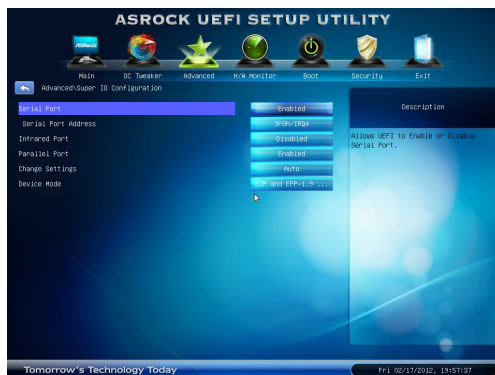 ASROCK UEFI SETUP UTILITY
ASRock
Main OC Tweaker Advanced H/W Monitor Boot Security Exit
Advanced\Super IO Configuration
Serial Port Enabled
Serial Port Address 3F8h/IRQ4
Infrared Port Disabled
Parallel Port Enabled
Change Settings Auto
Device Mode ECP and EPP-1.9 ...
Description
Allows UEFI to Enable or Disable
Serial Port.
Tomorrow's Technology Today
Fri 02/17/2012, 19:57:37